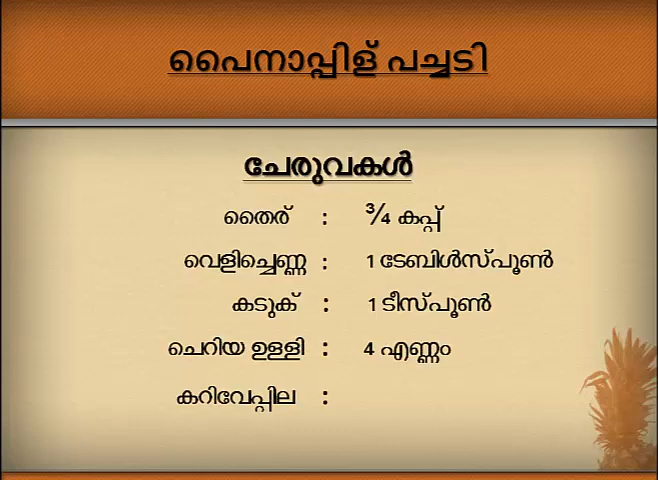 പൈനാപ്പിള് പച്ചടി
ചേരുവകൾ
തൈര് : ¾ കപ്പ്
വെളിച്ചെണ്ണ : 1 ടേബിൾസ്പൂൺ
കടുക് : 1 ടീസ്പൂൺ
ചെറിയ ഉള്ളി : 4 എണ്ണം
കറിവേപ്പില :